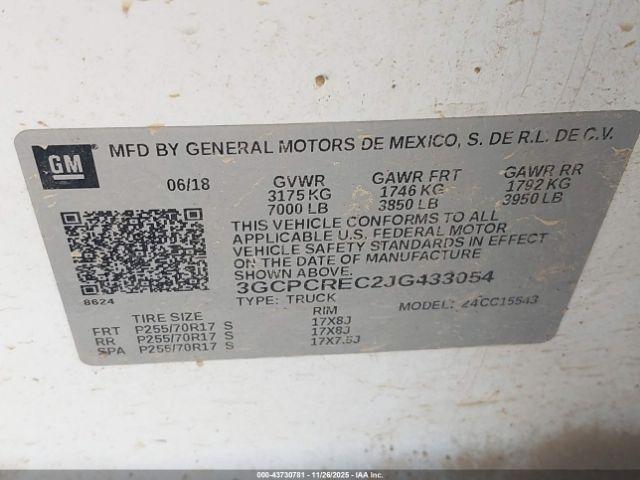 GM
MFD BY GENERAL MOTORS DE MEXICO, S. DE R.L. DE C.V.
06/18 GVWR GAWR FRT GAWR RR
3175 KG 1746 KG 1792 KG
7000 LB 3850 LB 3950 LB
THIS VEHICLE CONFORMS TO ALL
APPLICABLE U.S. FEDERAL MOTOR
VEHICLE SAFETY STANDARDS IN EFFECT
ON THE DATE OF MANUFACTURE
SHOWN ABOVE.
3GCPCREC2JG433054
8624
TYPE: TRUCK MODEL: 24CC15543
TIRE SIZE RIM
FRT P255/70R17 S 17X8J
RR P255/70R17 S 17X8J
SPA P255/70R17 S 17X7.5J
000-43730781 - 11/26/2025 - IAAI.com